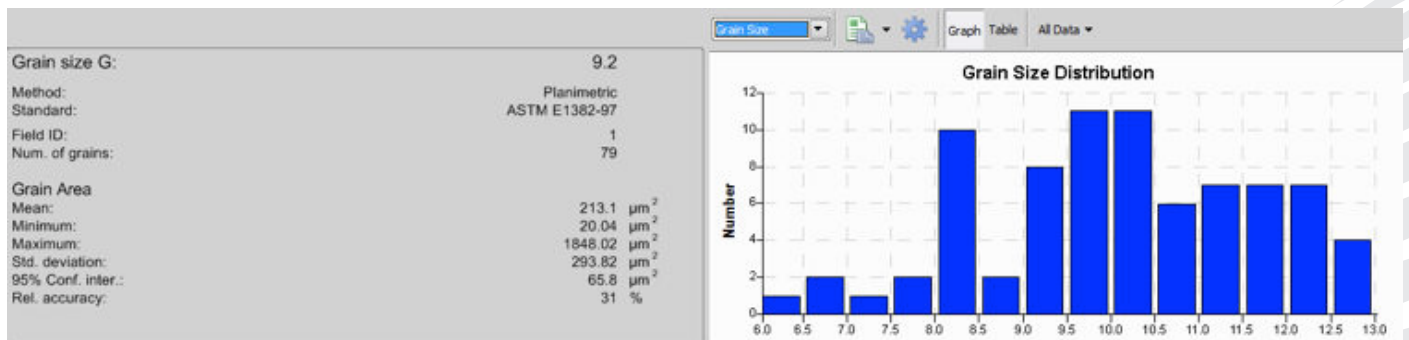 Grain Size
Graph Table All Data
Grain size G: 9.2
Method: Planimetric
Standard: ASTM E1382-97
Field ID: 1
Num. of grains: 79
Grain Area
Mean: 213.1 µm²
Minimum: 20.04 µm²
Maximum: 1848.02 µm²
Std. deviation: 293.82 µm²
95% Conf. inter.: 65.8 µm²
Rel. accuracy: 31 %
Grain Size Distribution
Number
12
10
8
6
4
2
0
6.0 6.5 7.0 7.5 8.0 8.5 9.0 9.5 10.0 10.5 11.0 11.5 12.0 12.5 13.0